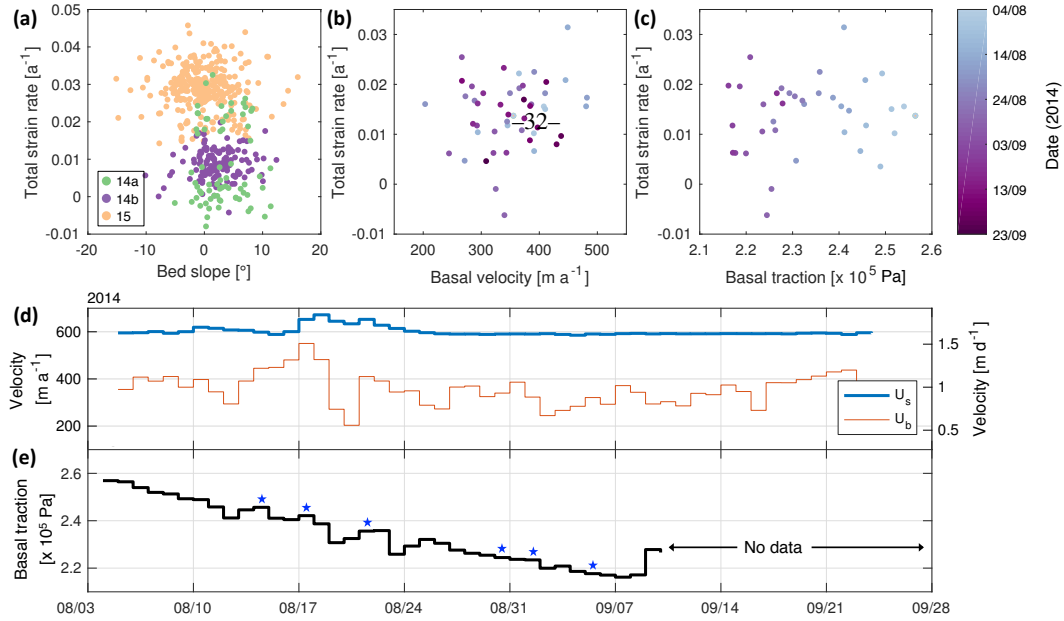 (a)
Total strain rate [a⁻¹]
0.05
0.04
0.03
0.02
0.01
0
-0.01
-20
-10
0
10
20
Bed slope [°]
14a
14b
15
(b)
Total strain rate [a⁻¹]
0.03
0.02
0.01
0
-0.01
200
300
400
500
Basal velocity [m a⁻¹]
–32–
(c)
Total strain rate [a⁻¹]
0.03
0.02
0.01
0
-0.01
2.1
2.2
2.3
2.4
2.5
2.6
Basal traction [x 10⁵ Pa]
04/08
14/08
24/08
03/09
13/09
23/09
Date (2014)
2014
(d)
Velocity
[m a⁻¹]
600
400
200
1.5
1
0.5
Velocity [m d⁻¹]
U_s
U_b
(e)
Basal traction
[x 10⁵ Pa]
2.6
2.4
2.2
No data
08/03
08/10
08/17
08/24
08/31
09/07
09/14
09/21
09/28